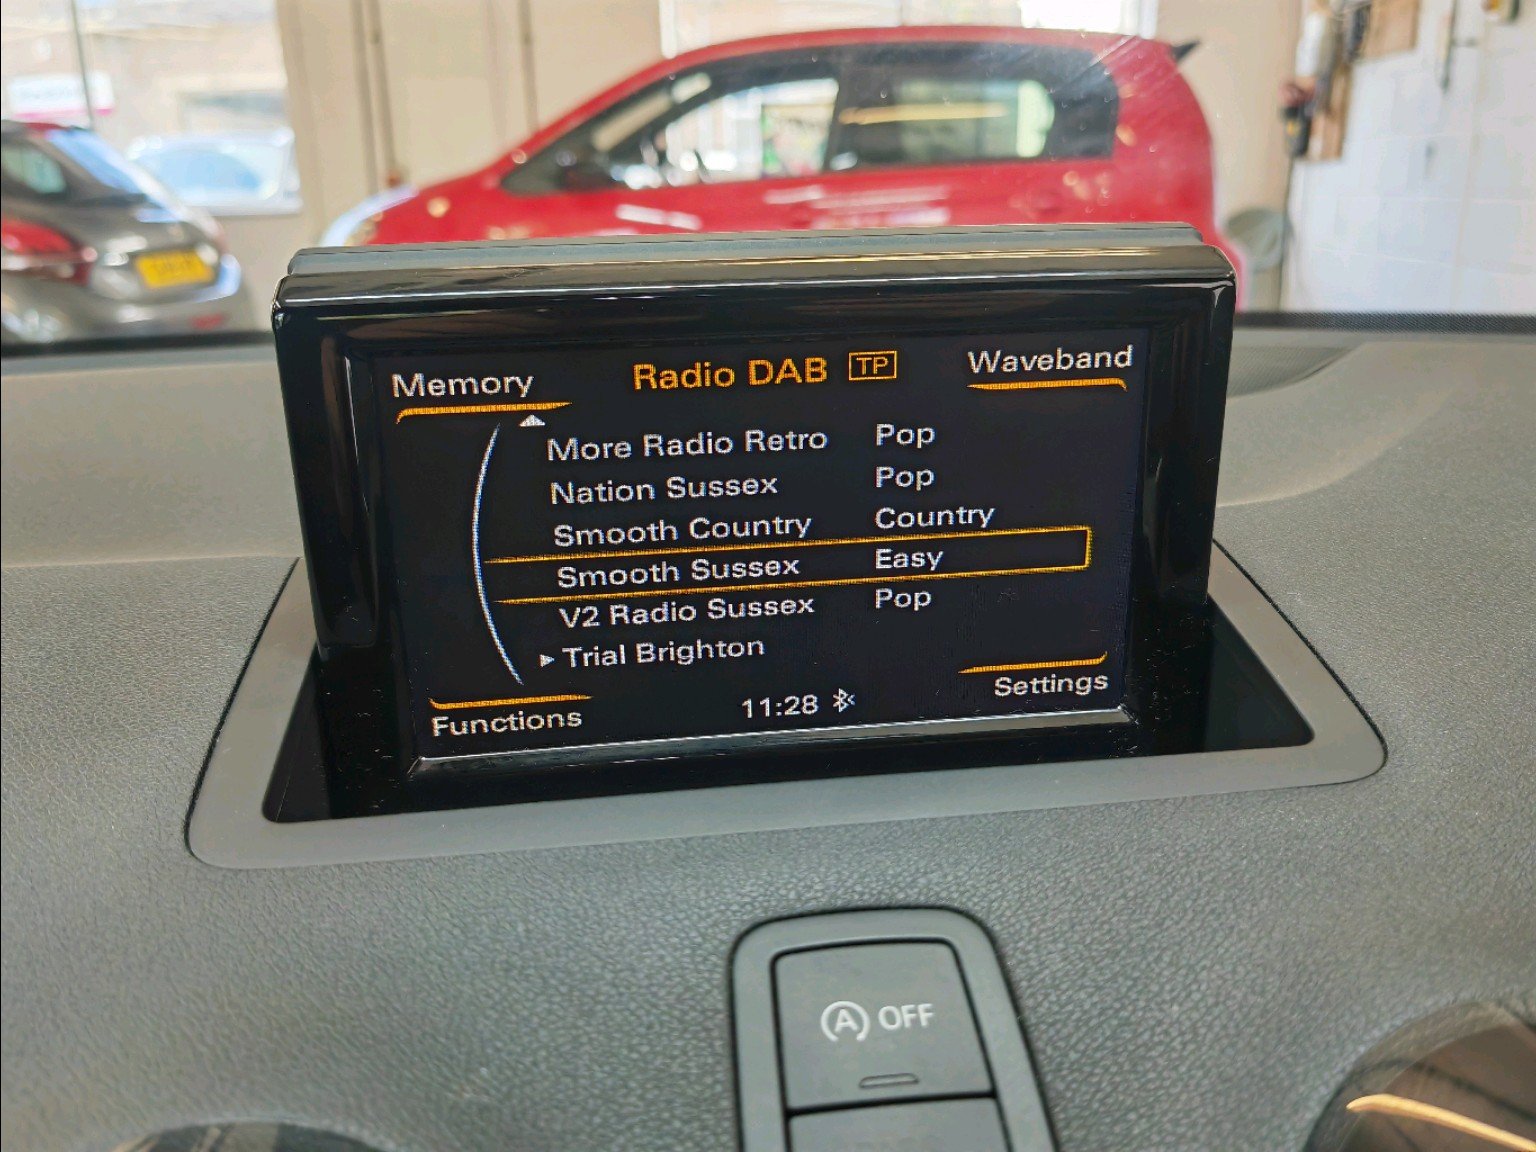 Memory Radio DAB TP Waveband
More Radio Retro Pop
Nation Sussex Pop
Smooth Country Country
Smooth Sussex Easy
V2 Radio Sussex Pop
Trial Brighton
Functions 11:28 Settings
A OFF